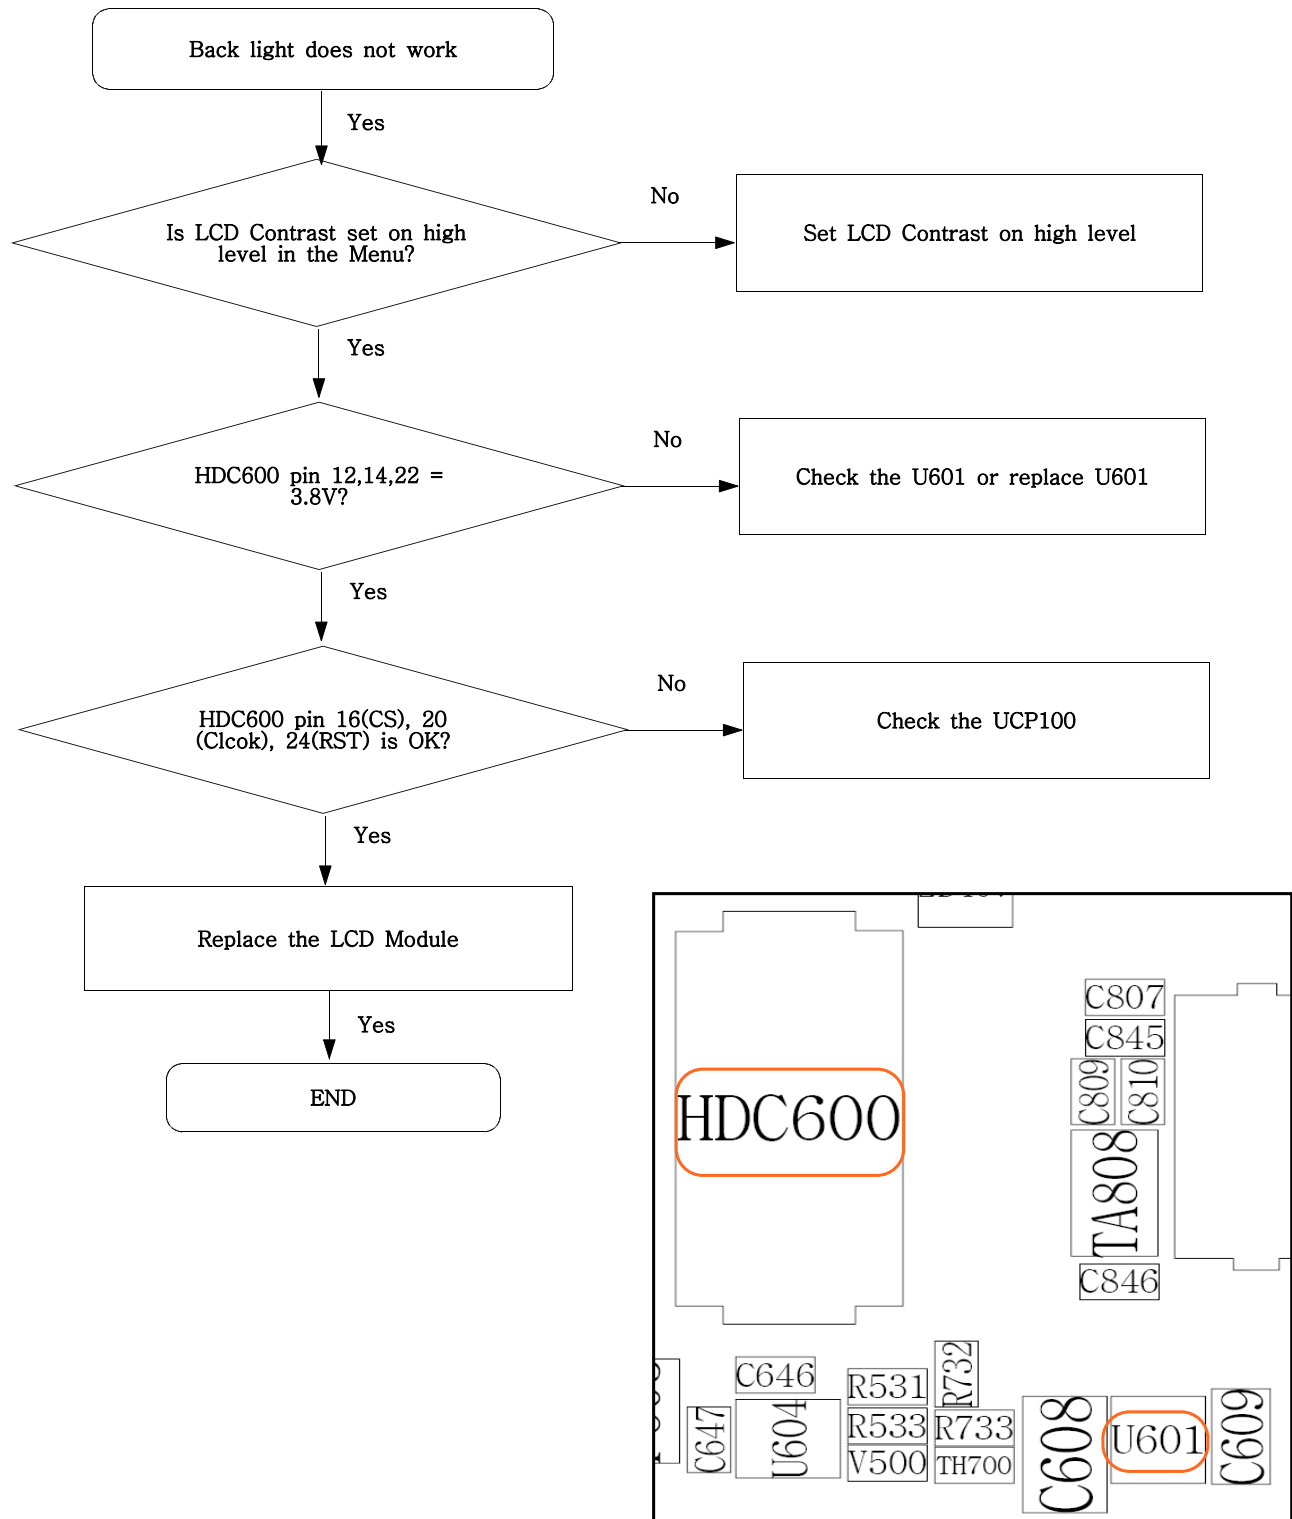 Back light does not work
Yes
Is LCD Contrast set on high
level in the Menu?
No
Set LCD Contrast on high level
Yes
HDC600 pin 12,14,22 =
3.8V?
No
Check the U601 or replace U601
Yes
HDC600 pin 16(CS), 20
(Clcok), 24(RST) is OK?
No
Check the UCP100
Yes
Replace the LCD Module
Yes
END
C807
C845
C809
C810
HDC600
TA808
C846
C646
R531
R732
C647
U604
R533
R733
V500
TH700
C608
U601
C609